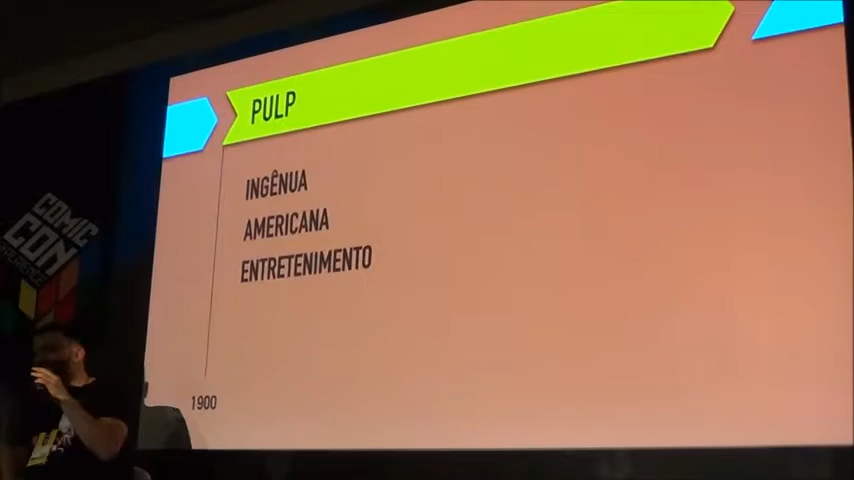 PULP
INGÊNUA
AMERICANA
ENTRETENIMENTO
1900
COMIC
CON